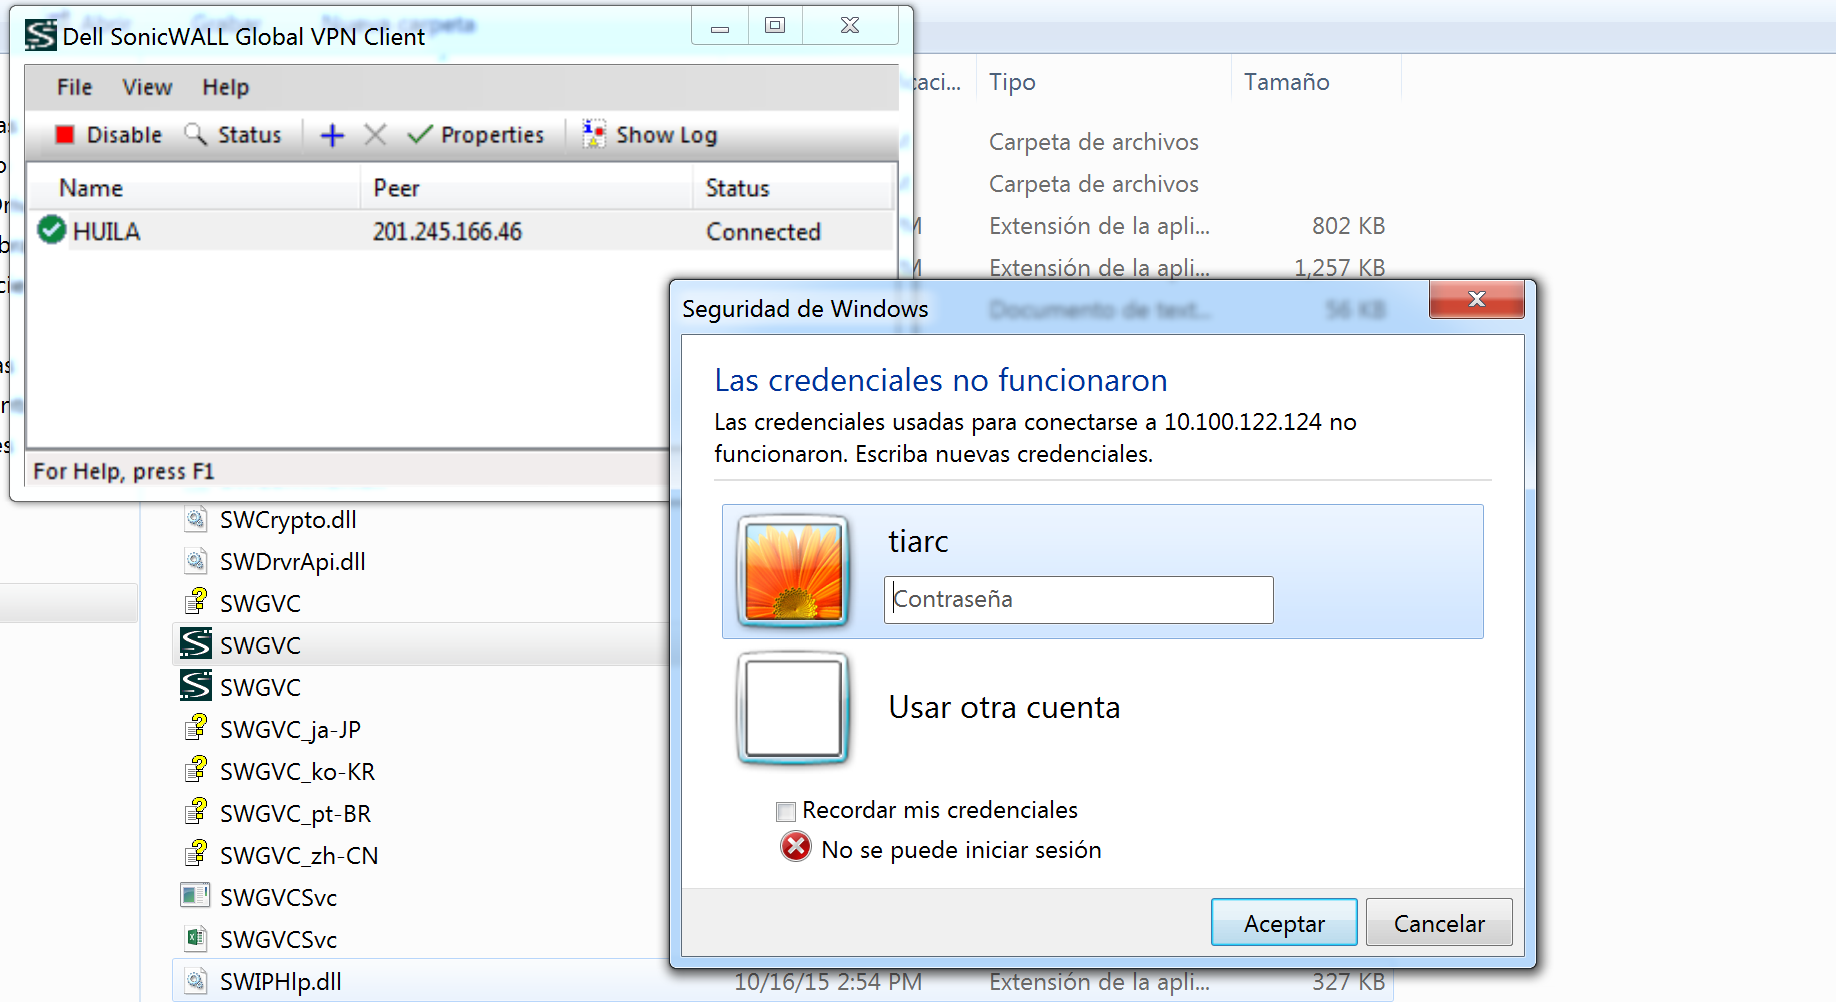 Dell SonicWALL Global VPN Client
File View Help
Disable Status Properties Show Log
Name Peer Status
HUILA 201.245.166.46 Connected
For Help, press F1
Tipo Tamaño
Carpeta de archivos
Carpeta de archivos
Extensión de la apli... 802 KB
Extensión de la apli... 1,257 KB
Documento de text... 56 KB
Seguridad de Windows
Las credenciales no funcionaron
Las credenciales usadas para conectarse a 10.100.122.124 no
funcionaron. Escriba nuevas credenciales.
tiarc
Contraseña
Usar otra cuenta
Recordar mis credenciales
No se puede iniciar sesión
Aceptar Cancelar
SWCrypto.dll
SWDrvrApi.dll
SWGVC
SWGVC
SWGVC
SWGVC_ja-JP
SWGVC_ko-KR
SWGVC_pt-BR
SWGVC_zh-CN
SWGVCSvc
SWGVCSvc
SWIPHlp.dll 10/16/15 2:54 PM Extensión de la apli... 327 KB